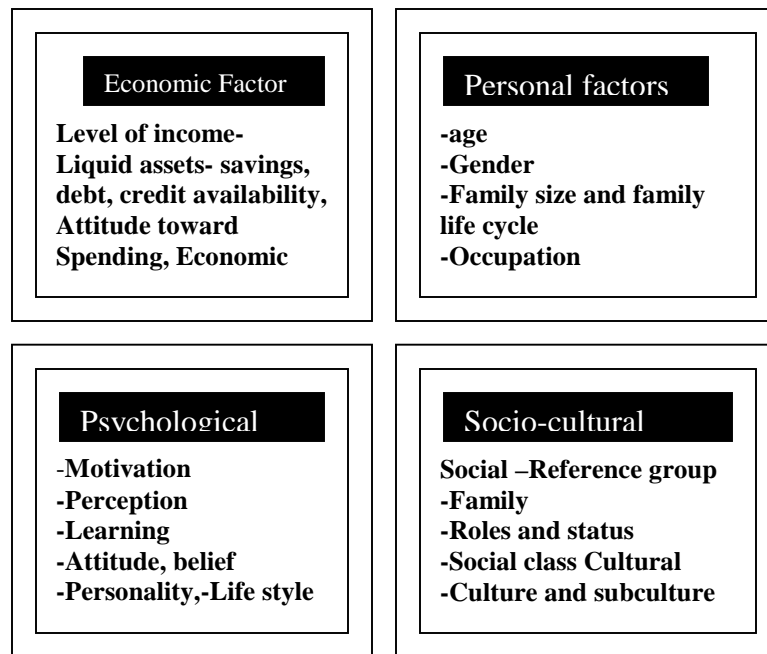 Economic Factor
Level of income-
Liquid assets- savings,
debt, credit availability,
Attitude toward
Spending, Economic
Personal factors
-age
-Gender
-Family size and family
life cycle
-Occupation
Psychological
-Motivation
-Perception
-Learning
-Attitude, belief
-Personality,-Life style
Socio-cultural
Social –Reference group
-Family
-Roles and status
-Social class Cultural
-Culture and subculture